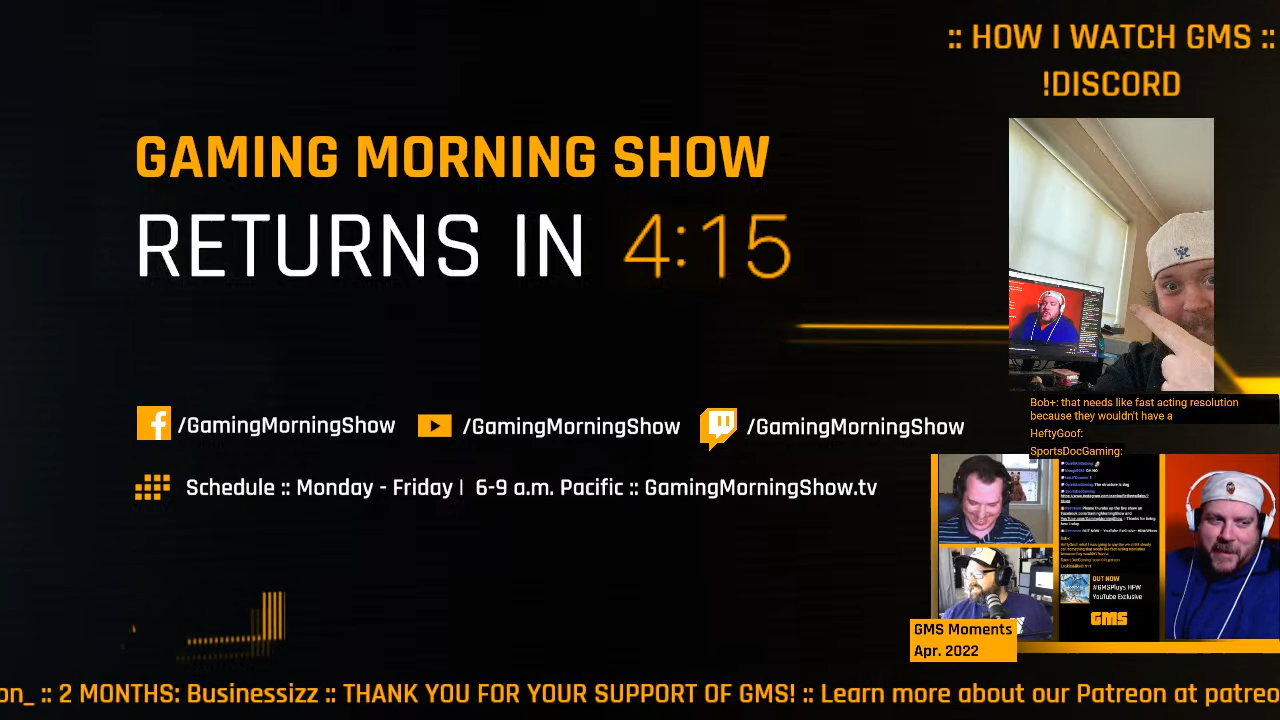 :: HOW I WATCH GMS ::
!DISCORD
GAMING MORNING SHOW
RETURNS IN 4:15
/GamingMorningShow /GamingMorningShow /GamingMorningShow
Schedule :: Monday - Friday | 6-9 a.m. Pacific :: GamingMorningShow.tv
Bob+: that needs like fast acting resolution
because they wouldn't have a
HeftyGoof:
SportsDocGaming:
OUT NOW
#GMSPlays HFW
YouTube Exclusive
GMS
GMS Moments
Apr. 2022
on_ :: 2 MONTHS: Businessizz :: THANK YOU FOR YOUR SUPPORT OF GMS! :: Learn more about our Patreon at patreo